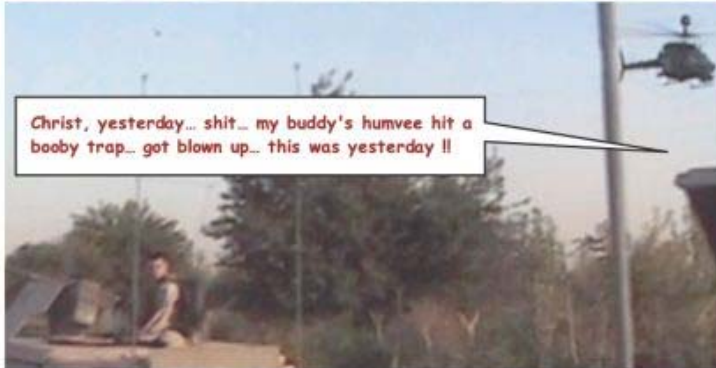 Christ, yesterday... shit... my buddy's humvee hit a
booby trap... got blown up... this was yesterday !!